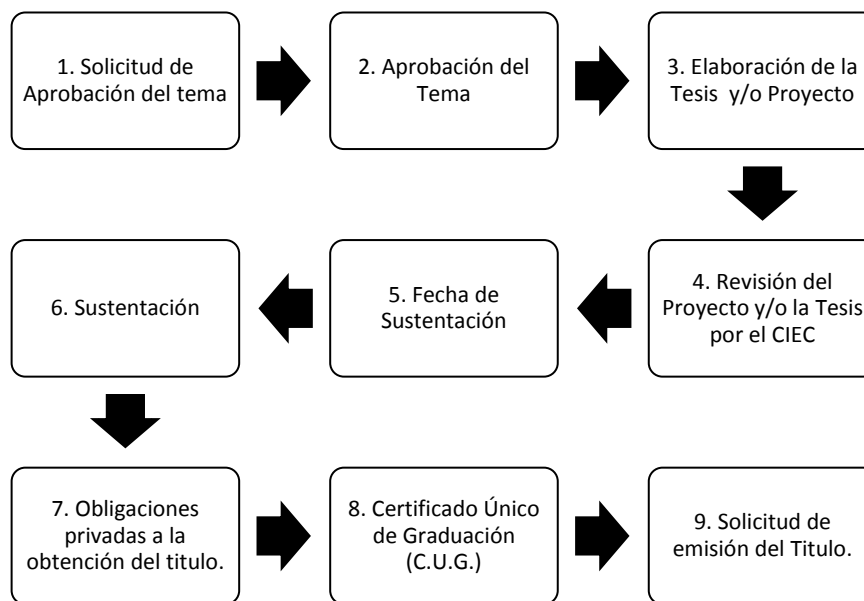 1. Solicitud de
Aprobación del tema
2. Aprobación del
Tema
3. Elaboración de la
Tesis y/o Proyecto
4. Revisión del
Proyecto y/o la Tesis
por el CIEC
5. Fecha de
Sustentación
6. Sustentación
7. Obligaciones
privadas a la
obtención del titulo.
8. Certificado Único
de Graduación
(C.U.G.)
9. Solicitud de
emisión del Titulo.